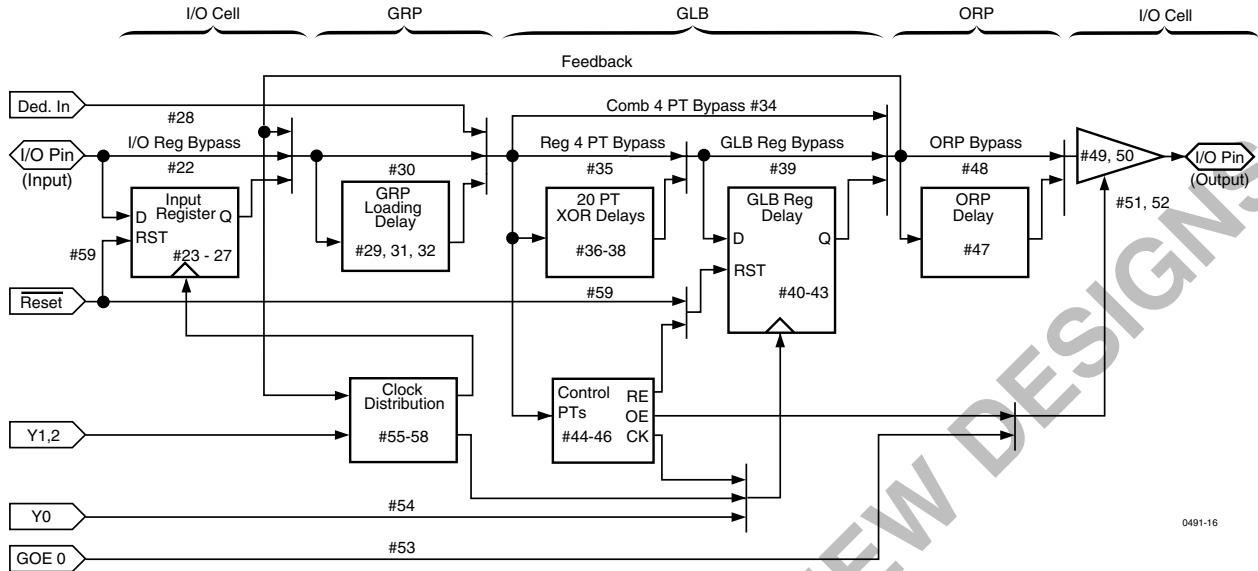 I/O Cell
GRP
GLB
ORP
I/O Cell
Feedback
Ded. In
#28
Comb 4 PT Bypass #34
I/O Pin
(Input)
I/O Reg Bypass
#22
#30
Reg 4 PT Bypass
#35
GLB Reg Bypass
#39
ORP Bypass
#48
#49, 50
I/O Pin
(Output)
#51, 52
Input
Register
D
Q
RST
#23 - 27
#59
GRP
Loading
Delay
#29, 31, 32
20 PT
XOR Delays
#36-38
GLB Reg
Delay
D
Q
RST
#40-43
ORP
Delay
#47
Reset
#59
Clock
Distribution
#55-58
Control
PTs
#44-46
RE
OE
CK
Y1,2
Y0
#54
GOE 0
#53
0491-16
EW DESIGNS